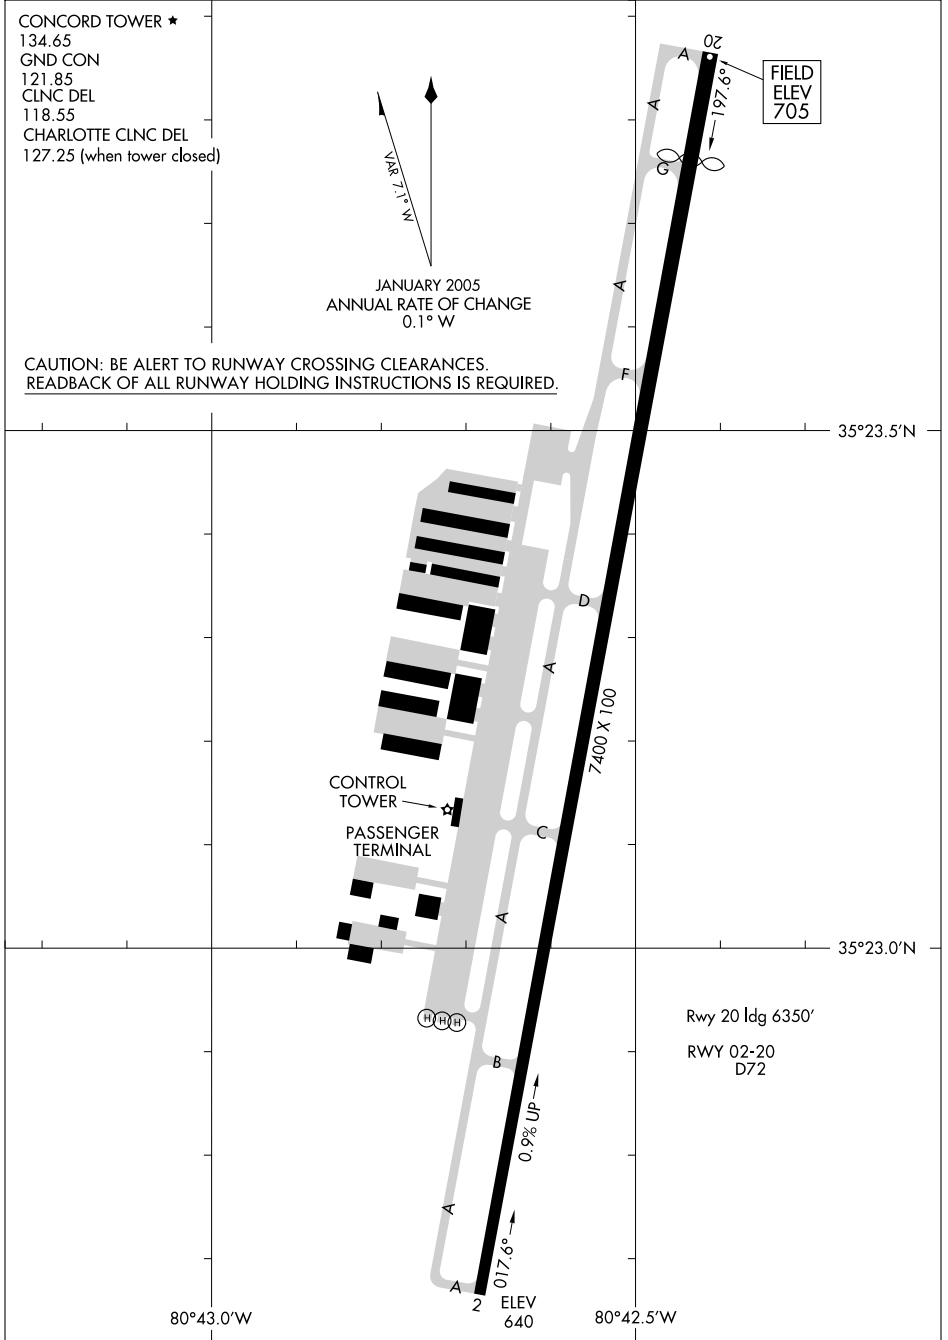 CONCORD TOWER ★
134.65
GND CON
121.85
CLNC DEL
118.55
CHARLOTTE CLNC DEL
127.25 (when tower closed)
VAR 7.1° W
JANUARY 2005
ANNUAL RATE OF CHANGE
0.1° W
CAUTION: BE ALERT TO RUNWAY CROSSING CLEARANCES.
READBACK OF ALL RUNWAY HOLDING INSTRUCTIONS IS REQUIRED.
20
A
197.6°
FIELD
ELEV
705
A
G
A
F
35°23.5'N
D
A
7400 X 100
CONTROL
TOWER
PASSENGER
TERMINAL
C
A
35°23.0'N
H H H
Rwy 20 ldg 6350'
RWY 02-20
D72
B
0.9% UP
A
017.6°
A
2
ELEV
640
80°43.0'W
80°42.5'W